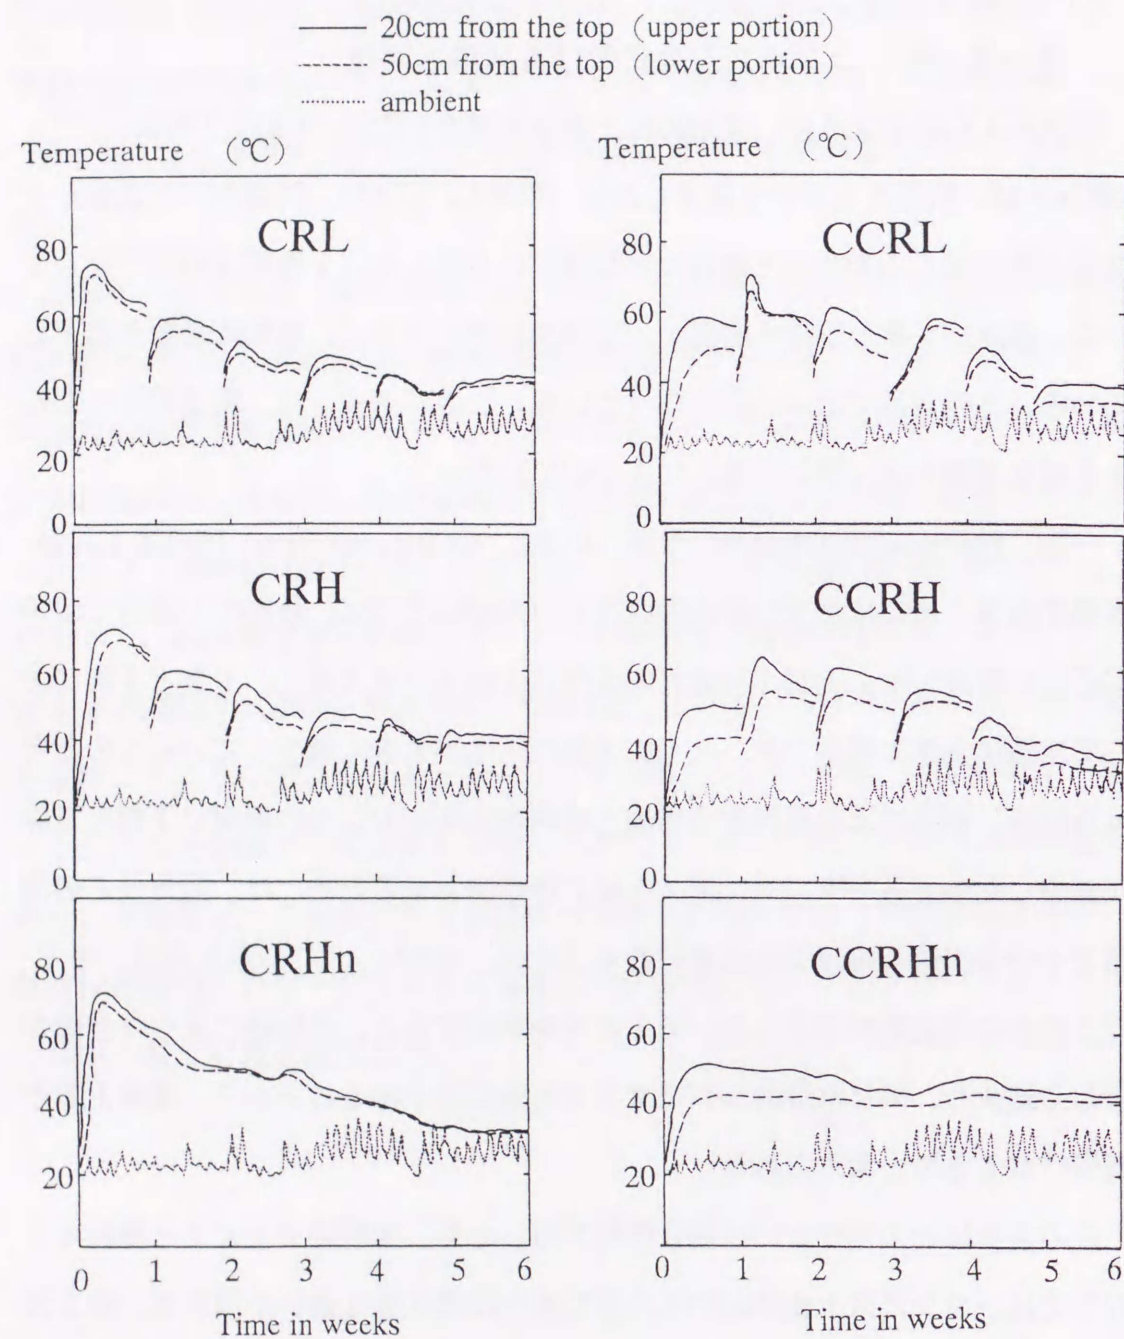 20cm from the top (upper portion)
50cm from the top (lower portion)
ambient
Temperature (℃)
Temperature (℃)
CRL
80
60
40
20
0
CCRL
80
60
40
20
0
CRH
80
60
40
20
0
CCRH
80
60
40
20
0
CRHn
80
60
40
20
0 1 2 3 4 5 6
Time in weeks
CCRHn
80
60
40
20
0 1 2 3 4 5 6
Time in weeks